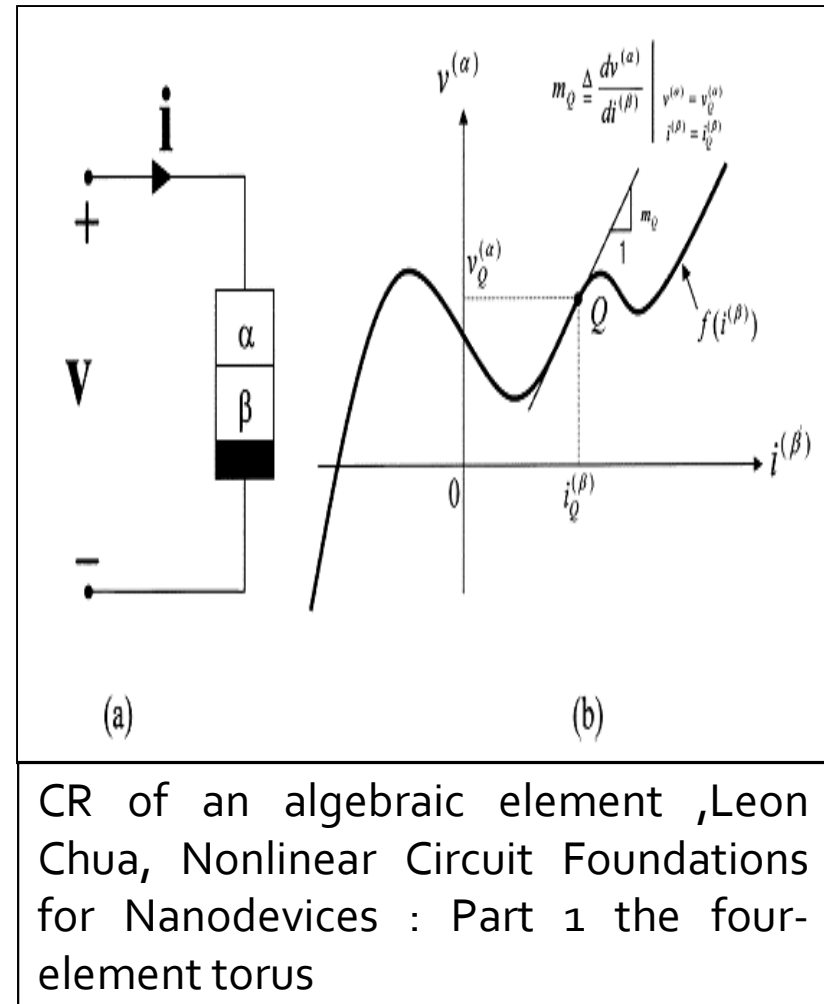 i
+
V
−
α
β
(a)
v^(α)
m_Q ≜ dv^(α) / di^(β) | v^(α) = v_Q^(α)
i^(β) = i_Q^(β)
m_Q
1
v_Q^(α)
Q
f(i^(β))
0
i_Q^(β)
i^(β)
(b)
CR of an algebraic element ,Leon
Chua, Nonlinear Circuit Foundations
for Nanodevices : Part 1 the four-
element torus